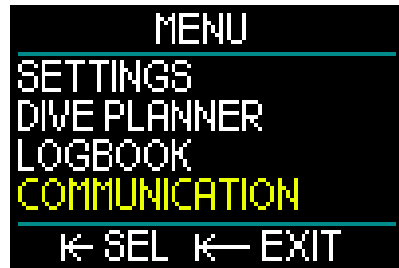 MENU
SETTINGS
DIVE PLANNER
LOGBOOK
COMMUNICATION
SEL EXIT